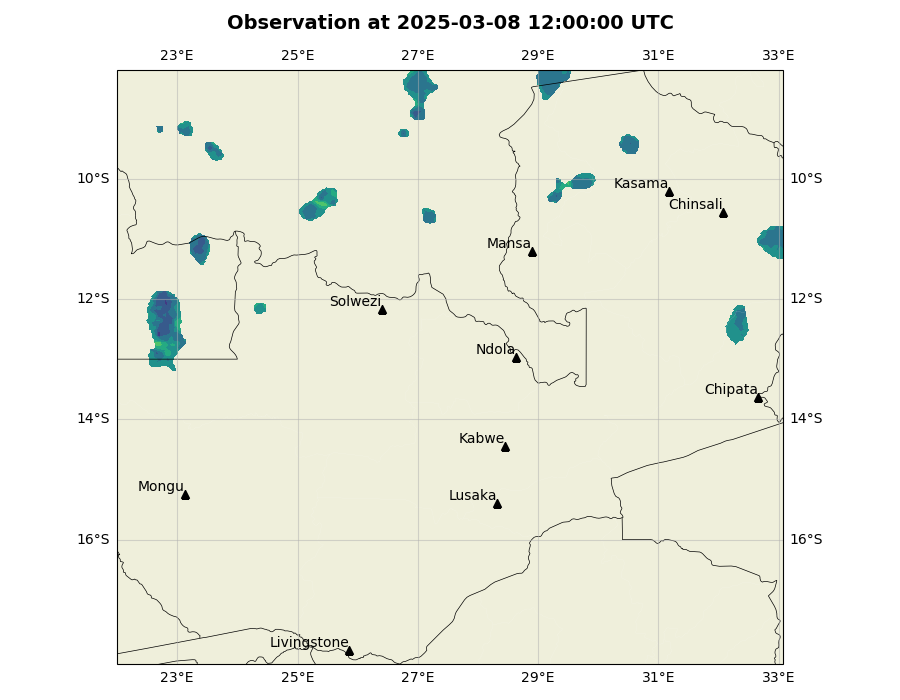 Observation at 2025-03-08 12:00:00 UTC
23°E 25°E 27°E 29°E 31°E 33°E
10°S 10°S
Kasama
Chinsali
Mansa
12°S 12°S
Solwezi
Ndola
Chipata
14°S 14°S
Kabwe
Mongu
Lusaka
16°S 16°S
Livingstone
23°E 25°E 27°E 29°E 31°E 33°E